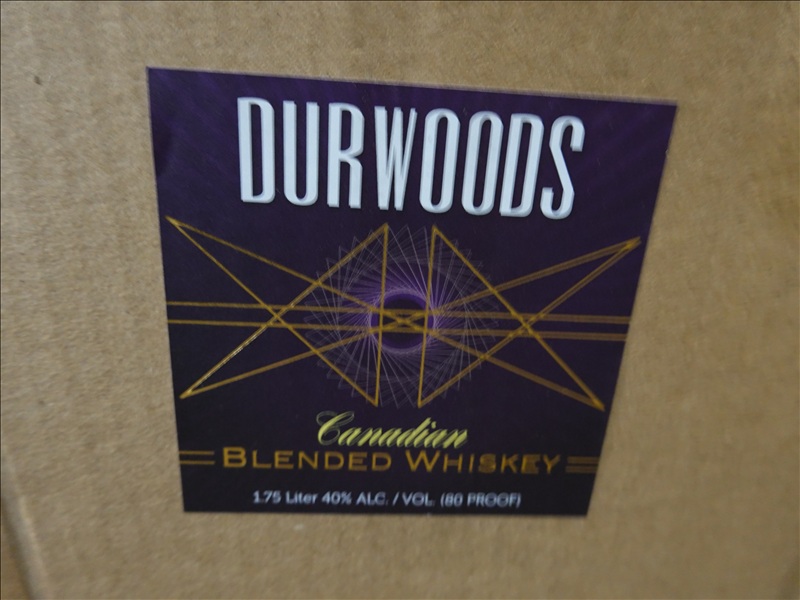 DURWOODS
Canadian
BLENDED WHISKEY
1.75 Liter 40% ALC. / VOL. (80 PROOF)